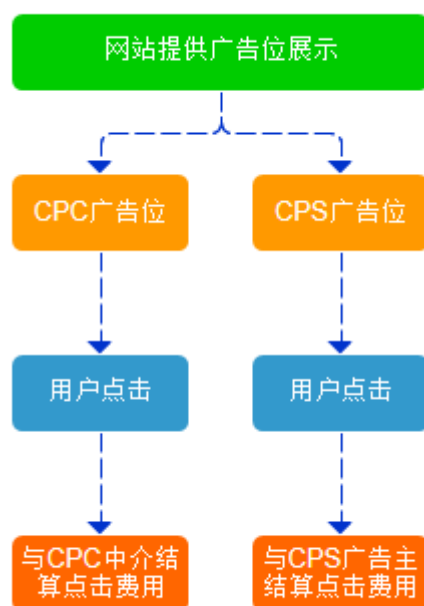 网站提供广告位展示
CPC广告位
CPS广告位
用户点击
用户点击
与CPC中介结
算点击费用
与CPS广告主
结算点击费用